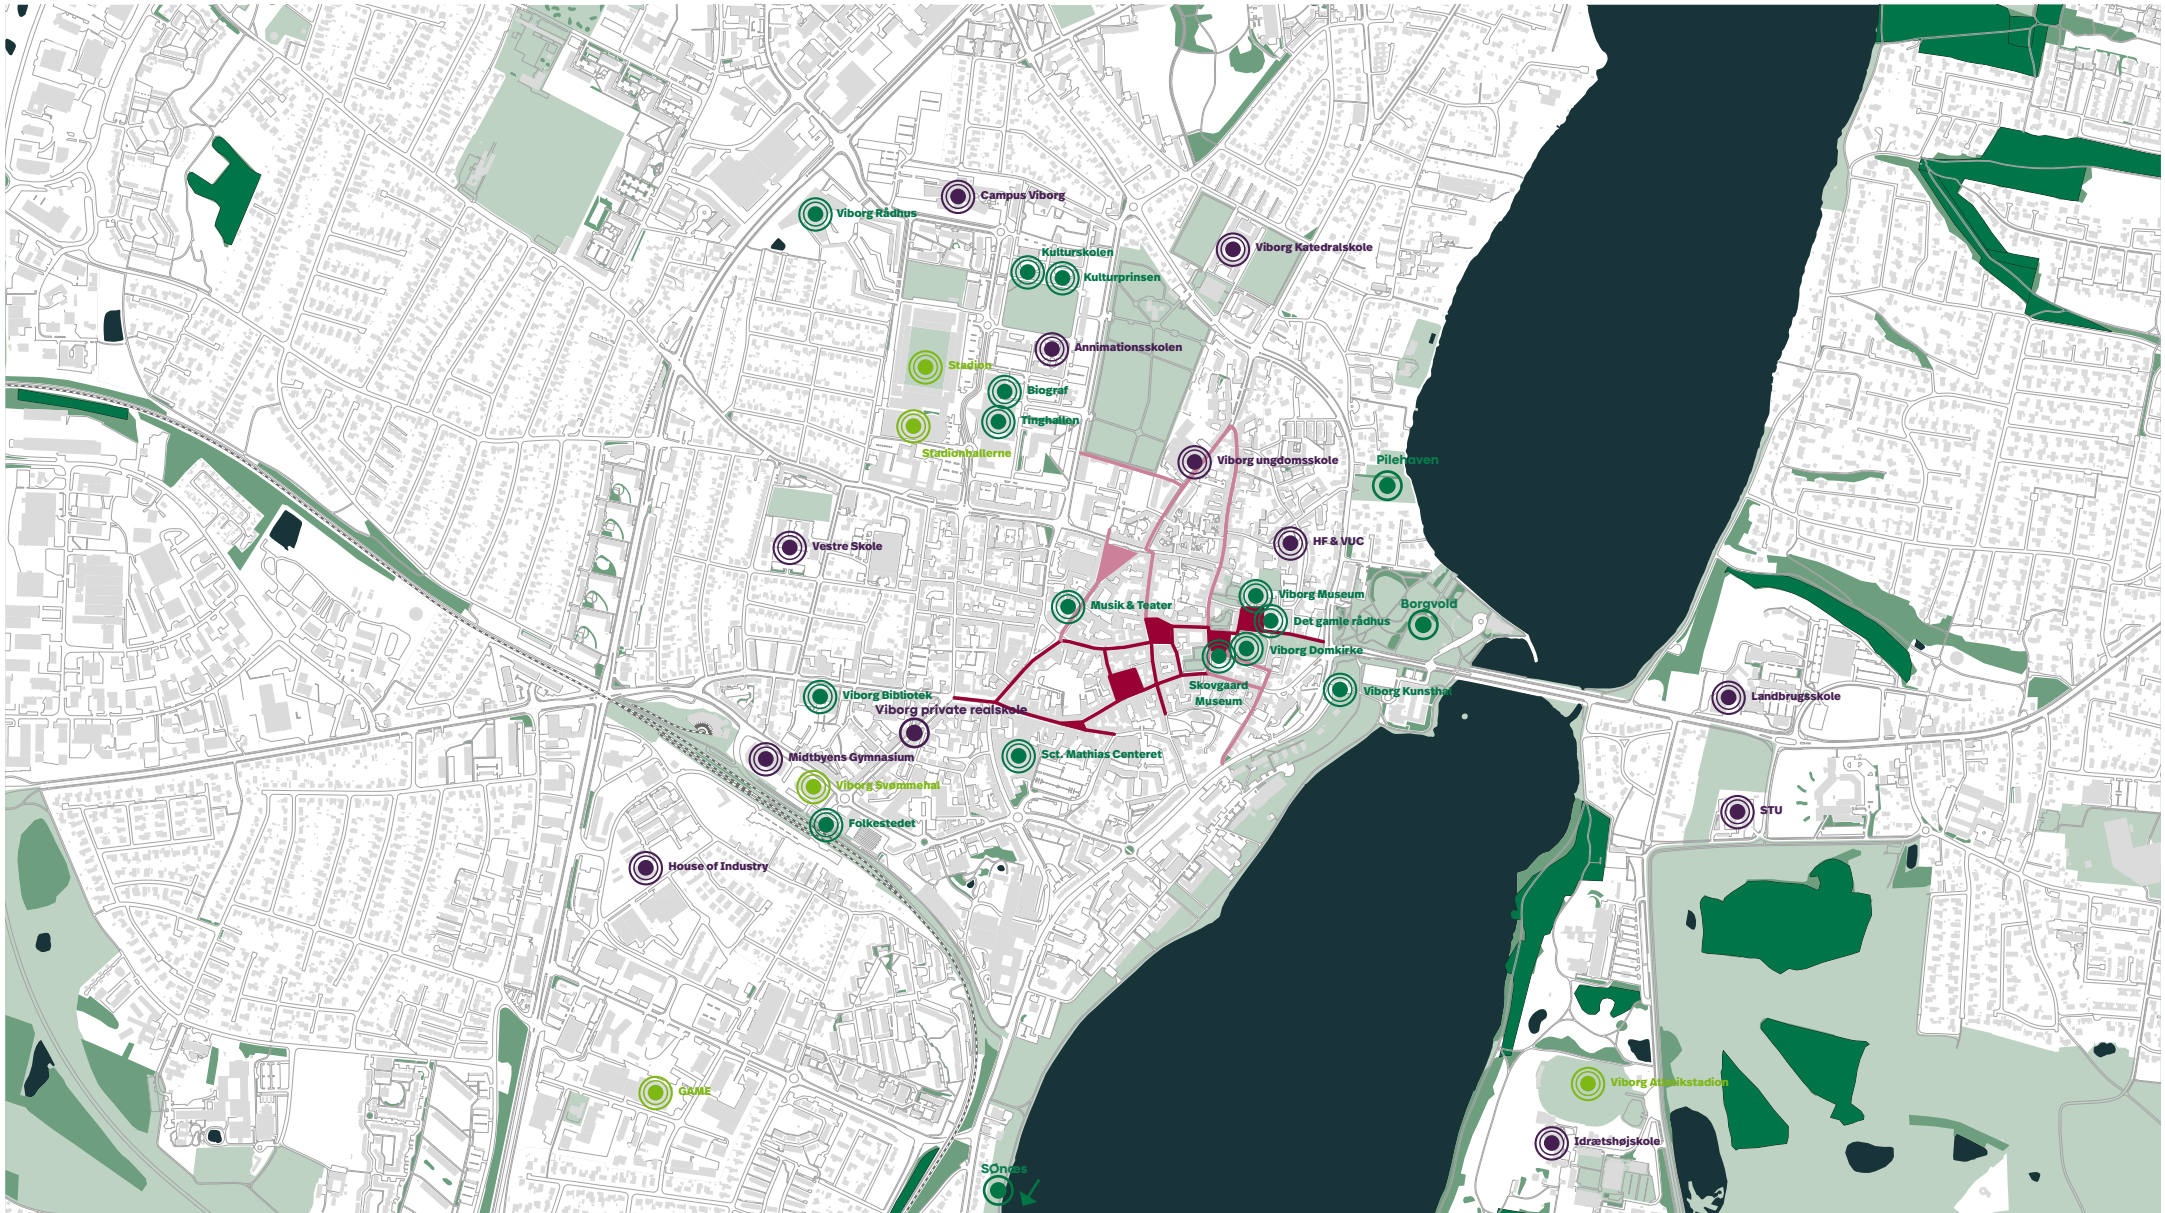 Campus Viborg
Viborg Rådhus
Viborg Katedralskole
Kulturskolen
Kulturprinsen
Annimationsskolen
Stadion
Biograf
Tinghallen
Stadionhallerne
Viborg ungdomsskole
Pilehaven
Vestre Skole
HF & VUC
Viborg Museum
Musik & Teater
Borgvold
Det gamle rådhus
Viborg Domkirke
Skovgaard
Museum
Viborg Kunsthal
Viborg Bibliotek
Landbrugsskole
Viborg private realskole
Sct. Mathias Centeret
Midtbyens Gymnasium
Viborg Svømmehal
STU
Folkestedet
House of Industry
Viborg Atletikstadion
GAME
Idrætshøjskole
SØnæs